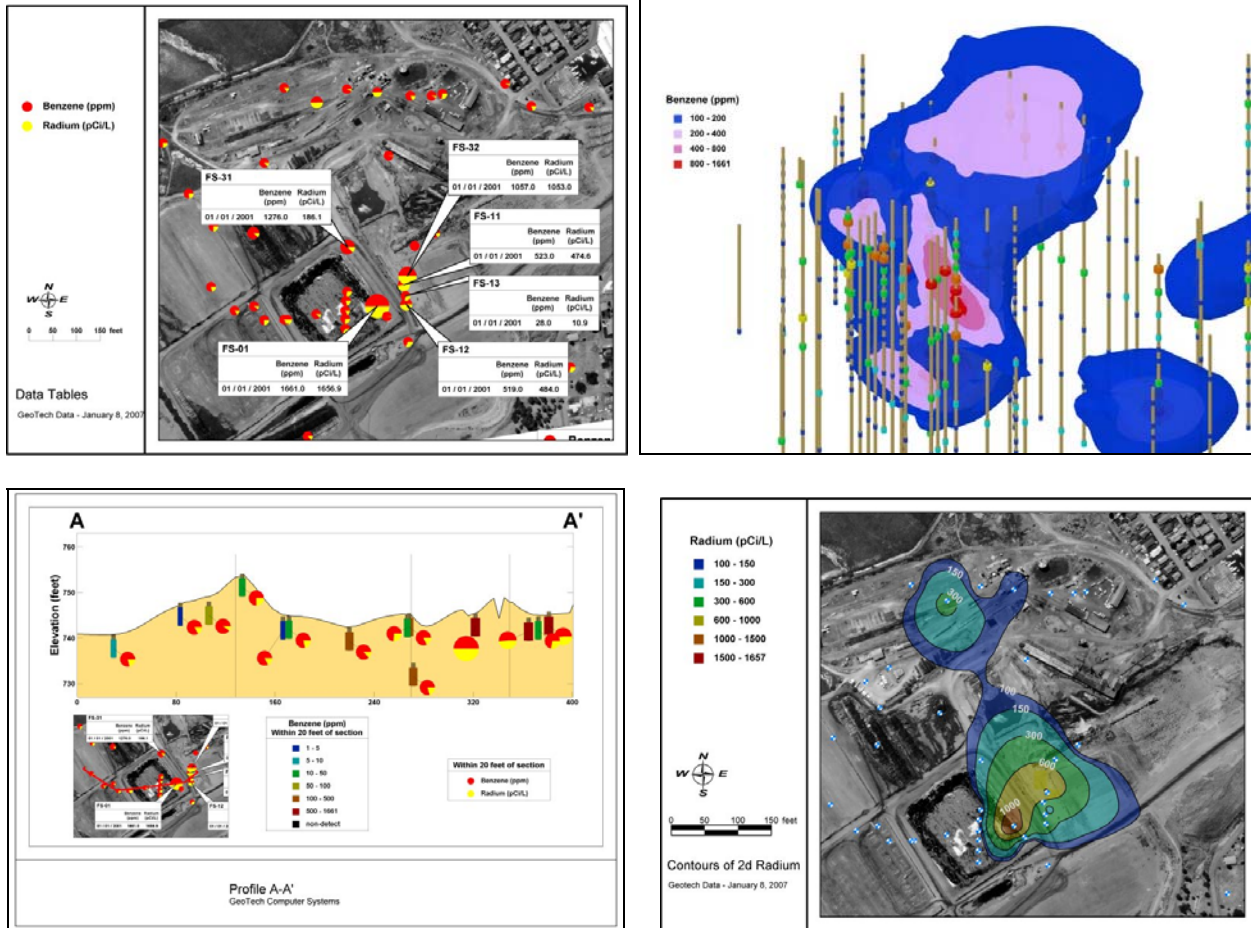 Benzene (ppm)
Radium (pCi/L)
FS-32
Benzene Radium
(ppm) (pCi/L)
01 / 01 / 2001 1057.0 1053.0
FS-31
Benzene Radium
(ppm) (pCi/L)
01 / 01 / 2001 1276.0 186.1
FS-11
Benzene Radium
(ppm) (pCi/L)
01 / 01 / 2001 523.0 474.6
FS-13
Benzene Radium
(ppm) (pCi/L)
01 / 01 / 2001 28.0 10.9
FS-01
Benzene Radium
(ppm) (pCi/L)
01 / 01 / 2001 1661.0 1656.9
FS-12
Benzene Radium
(ppm) (pCi/L)
01 / 01 / 2001 519.0 484.0
N
W E
S
0 50 100 150 feet
Data Tables
GeoTech Data - January 8, 2007
Benzene (ppm)
100 - 200
200 - 400
400 - 800
800 - 1661
A A'
Elevation (feet)
760
750
740
730
0 80 160 240 320 400
FS-31
FS-01
FS-12
Benzene (ppm)
Within 20 feet of section
1 - 5
5 - 10
10 - 50
50 - 100
100 - 500
500 - 1661
non-detect
Within 20 feet of section
Benzene (ppm)
Radium (pCi/L)
Profile A-A'
GeoTech Computer Systems
Radium (pCi/L)
100 - 150
150 - 300
300 - 600
600 - 1000
1000 - 1500
1500 - 1657
150
300
100
150
300
600
1000
N
W E
S
0 50 100 150 feet
Contours of 2d Radium
Geotech Data - January 8, 2007